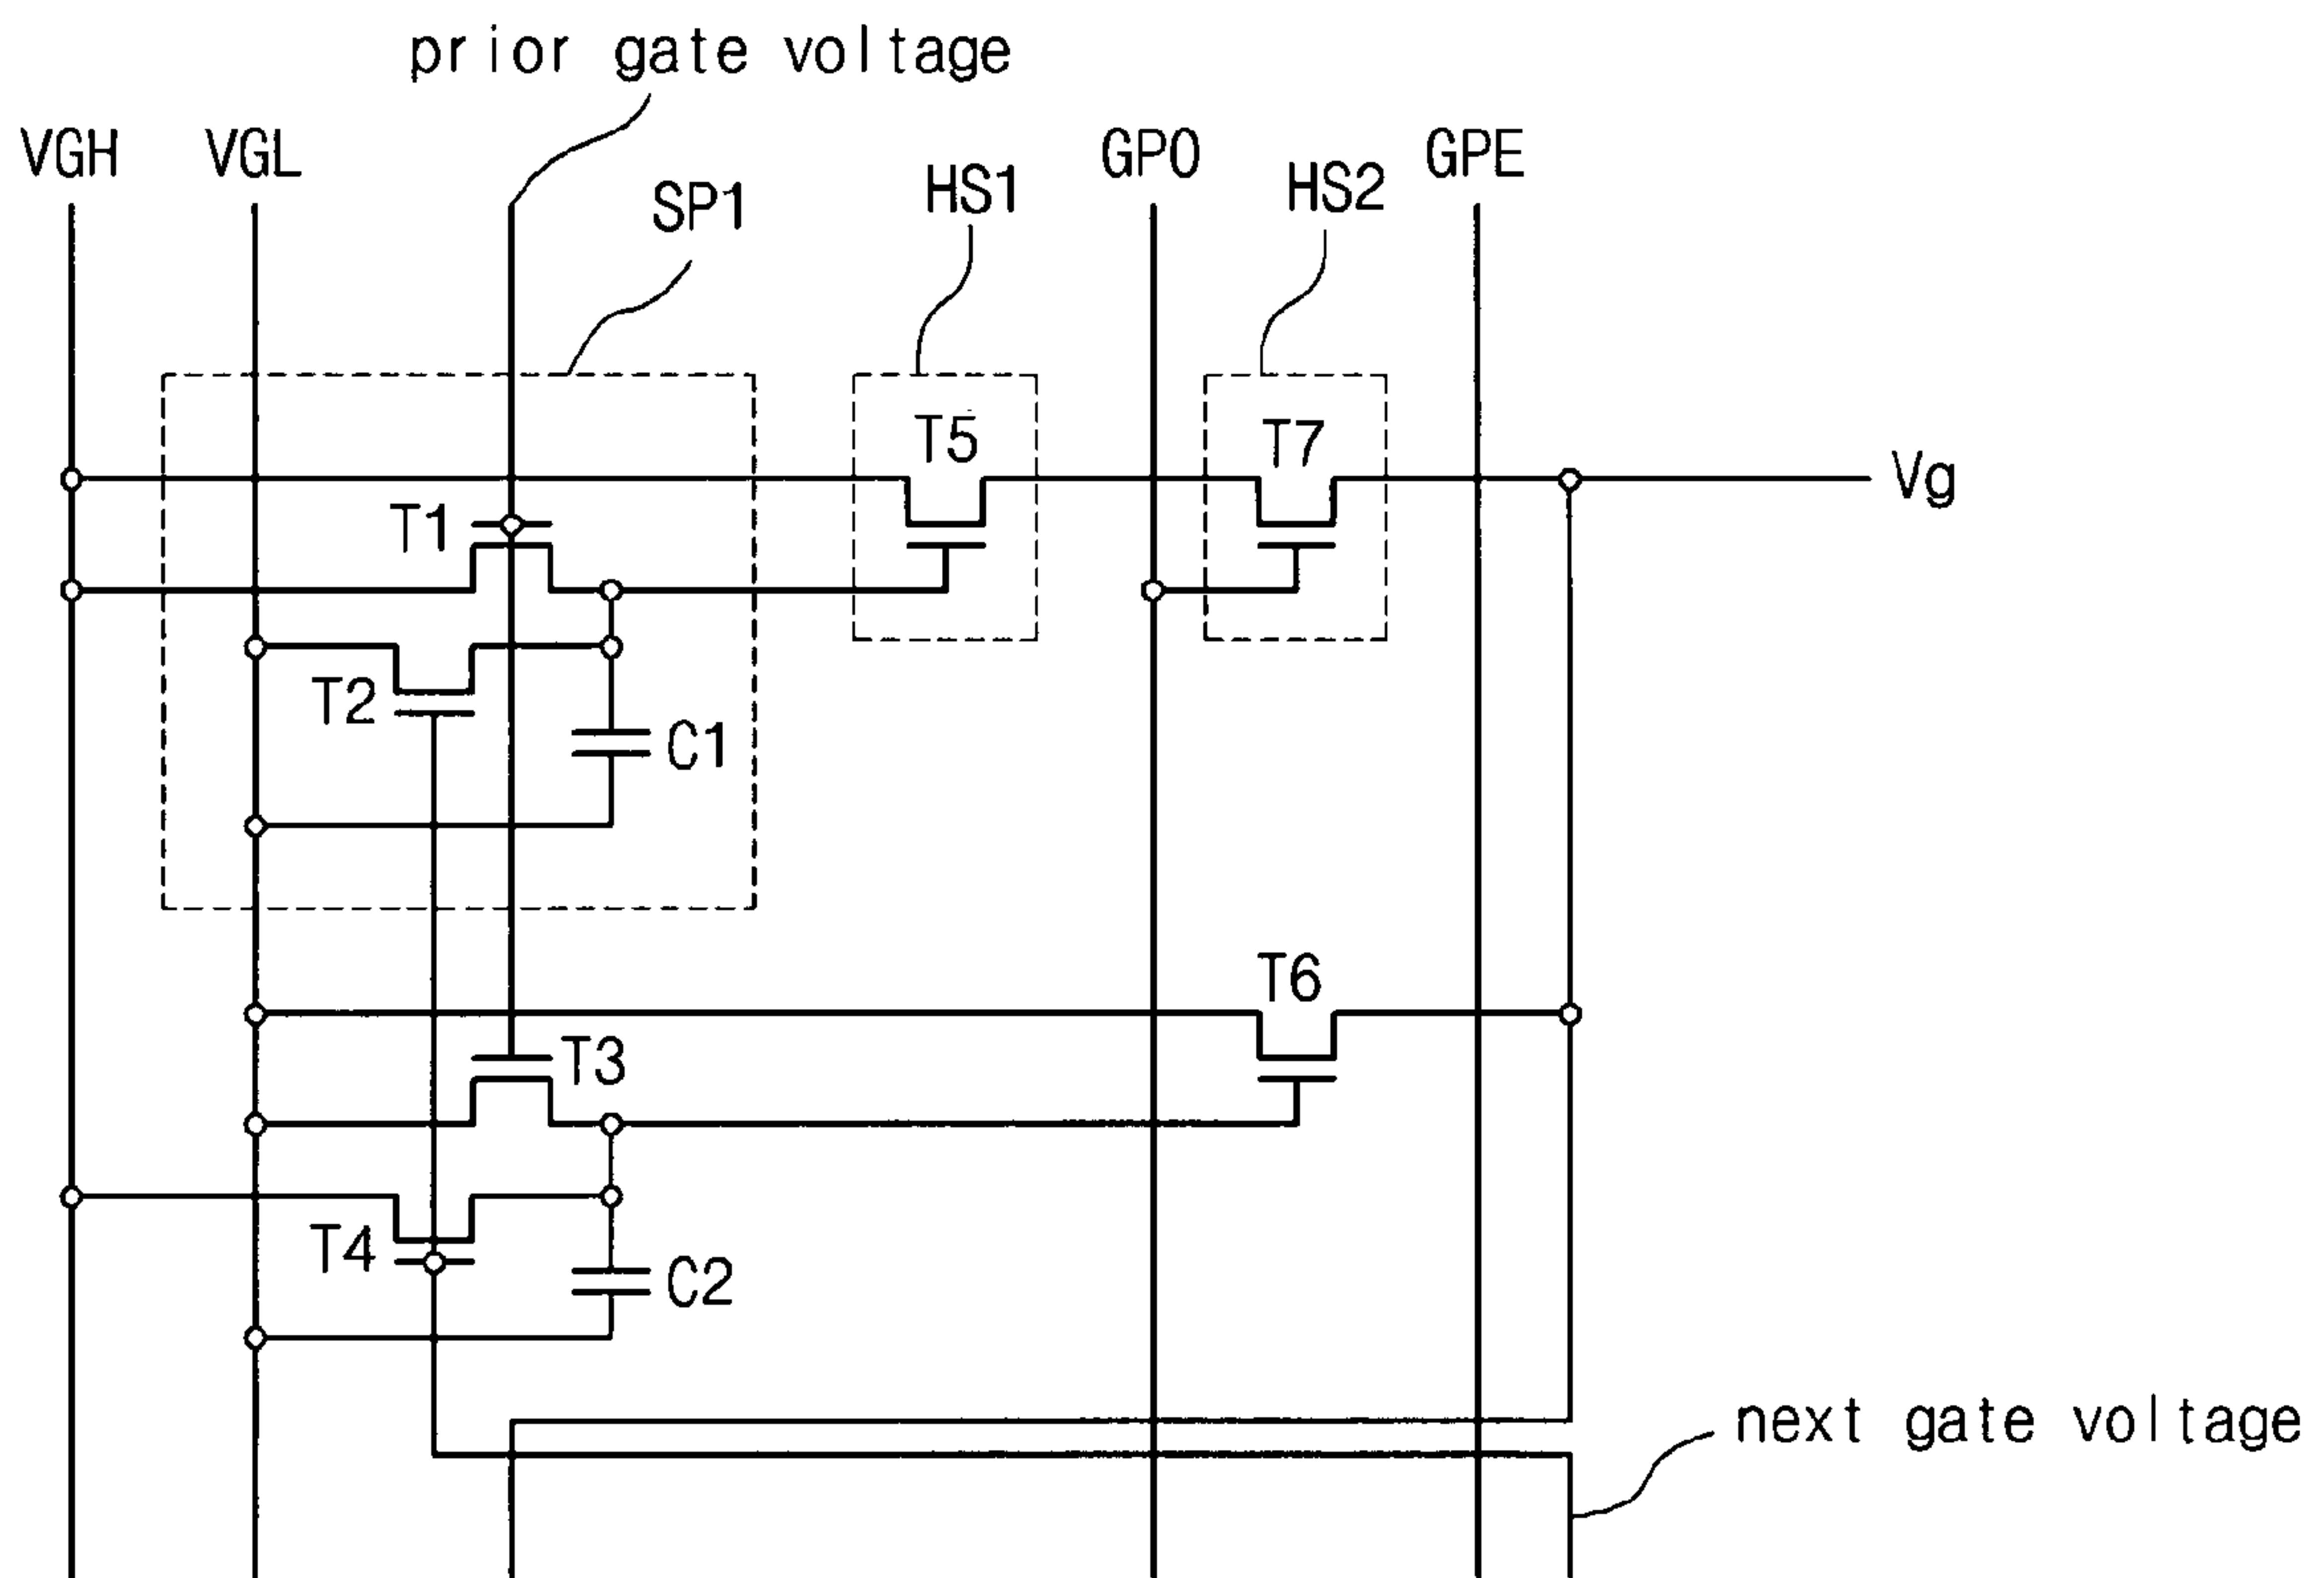 prior gate voltage
VGH
VGL
SP1
HS1
GPO
HS2
GPE
T5
T7
Vg
T1
T2
C1
T6
T3
T4
C2
next gate voltage